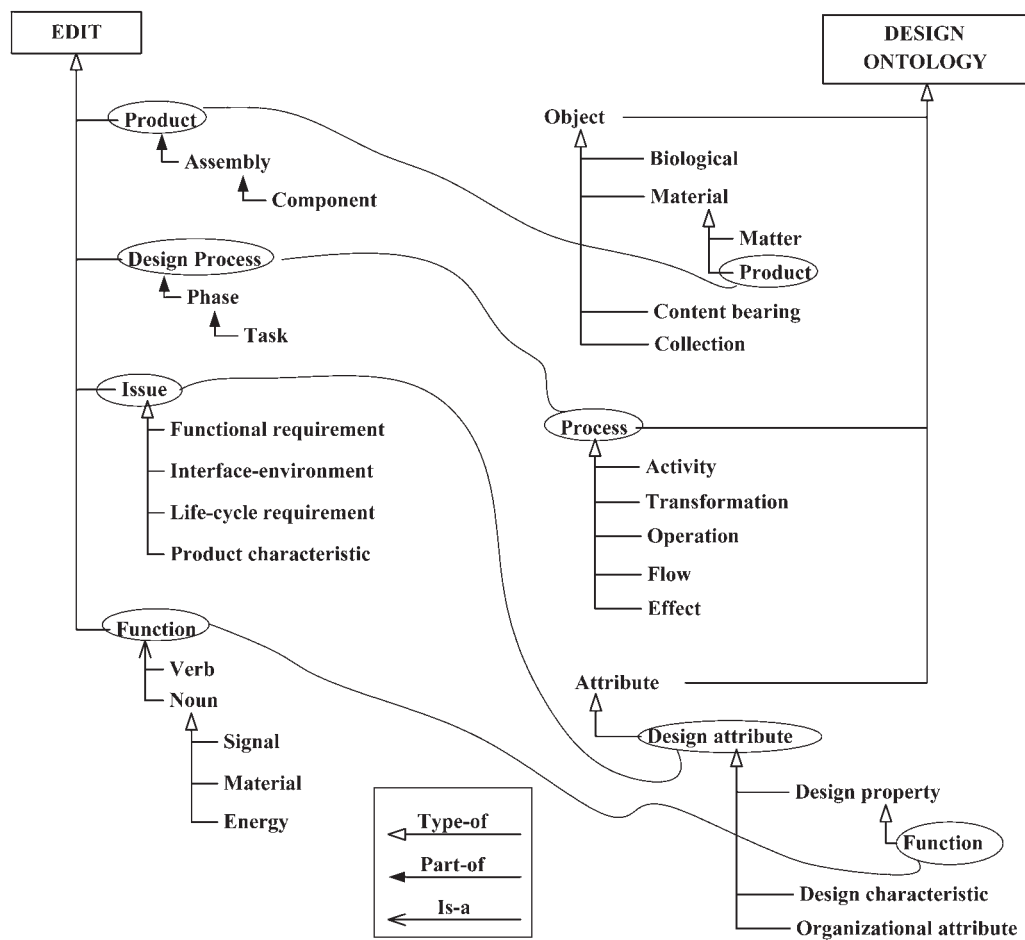 EDIT
Product
Assembly
Component
Design Process
Phase
Task
Issue
Functional requirement
Interface-environment
Life-cycle requirement
Product characteristic
Function
Verb
Noun
Signal
Material
Energy
Type-of
Part-of
Is-a
DESIGN
ONTOLOGY
Object
Biological
Material
Matter
Product
Content bearing
Collection
Process
Activity
Transformation
Operation
Flow
Effect
Attribute
Design attribute
Design property
Function
Design characteristic
Organizational attribute